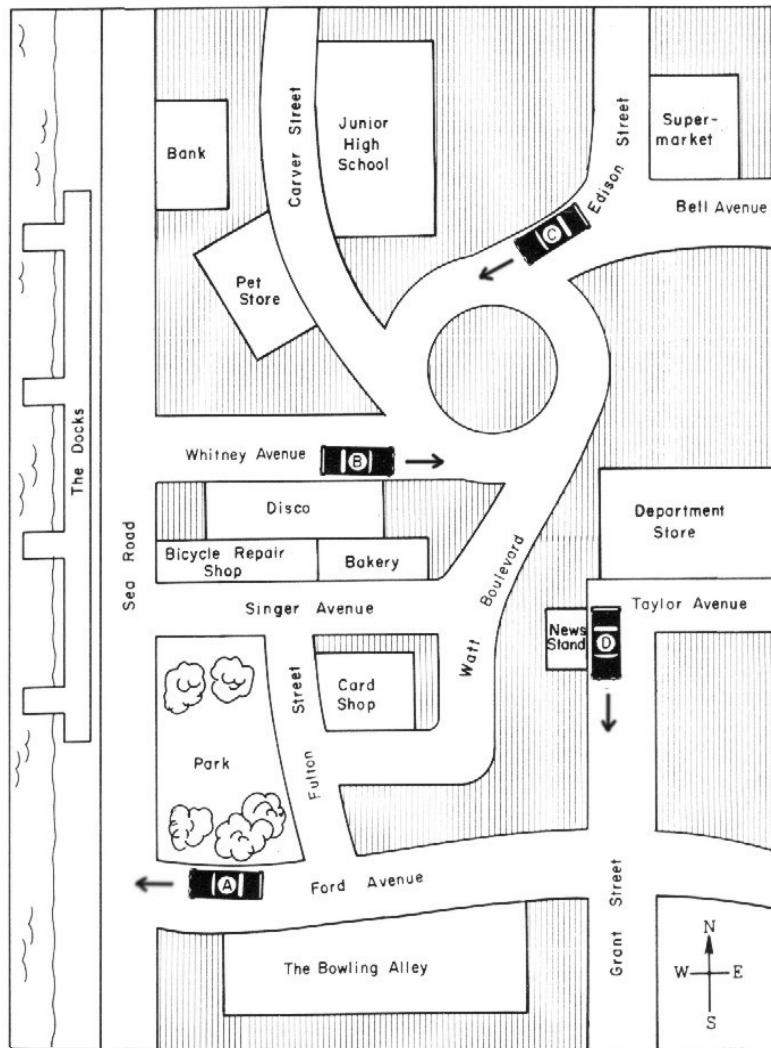 Carver Street
Junior
High
School
Bank
Edison Street
Super-
market
Bell Avenue
C
Pet
Store
The Docks
Whitney Avenue
B
Disco
Department
Store
Sea Road
Bicycle Repair
Shop
Bakery
Watt Boulevard
Singer Avenue
Taylor Avenue
News
Stand
D
Fulton Street
Card
Shop
Park
A
Ford Avenue
Grant Street
The Bowling Alley
N
W
E
S